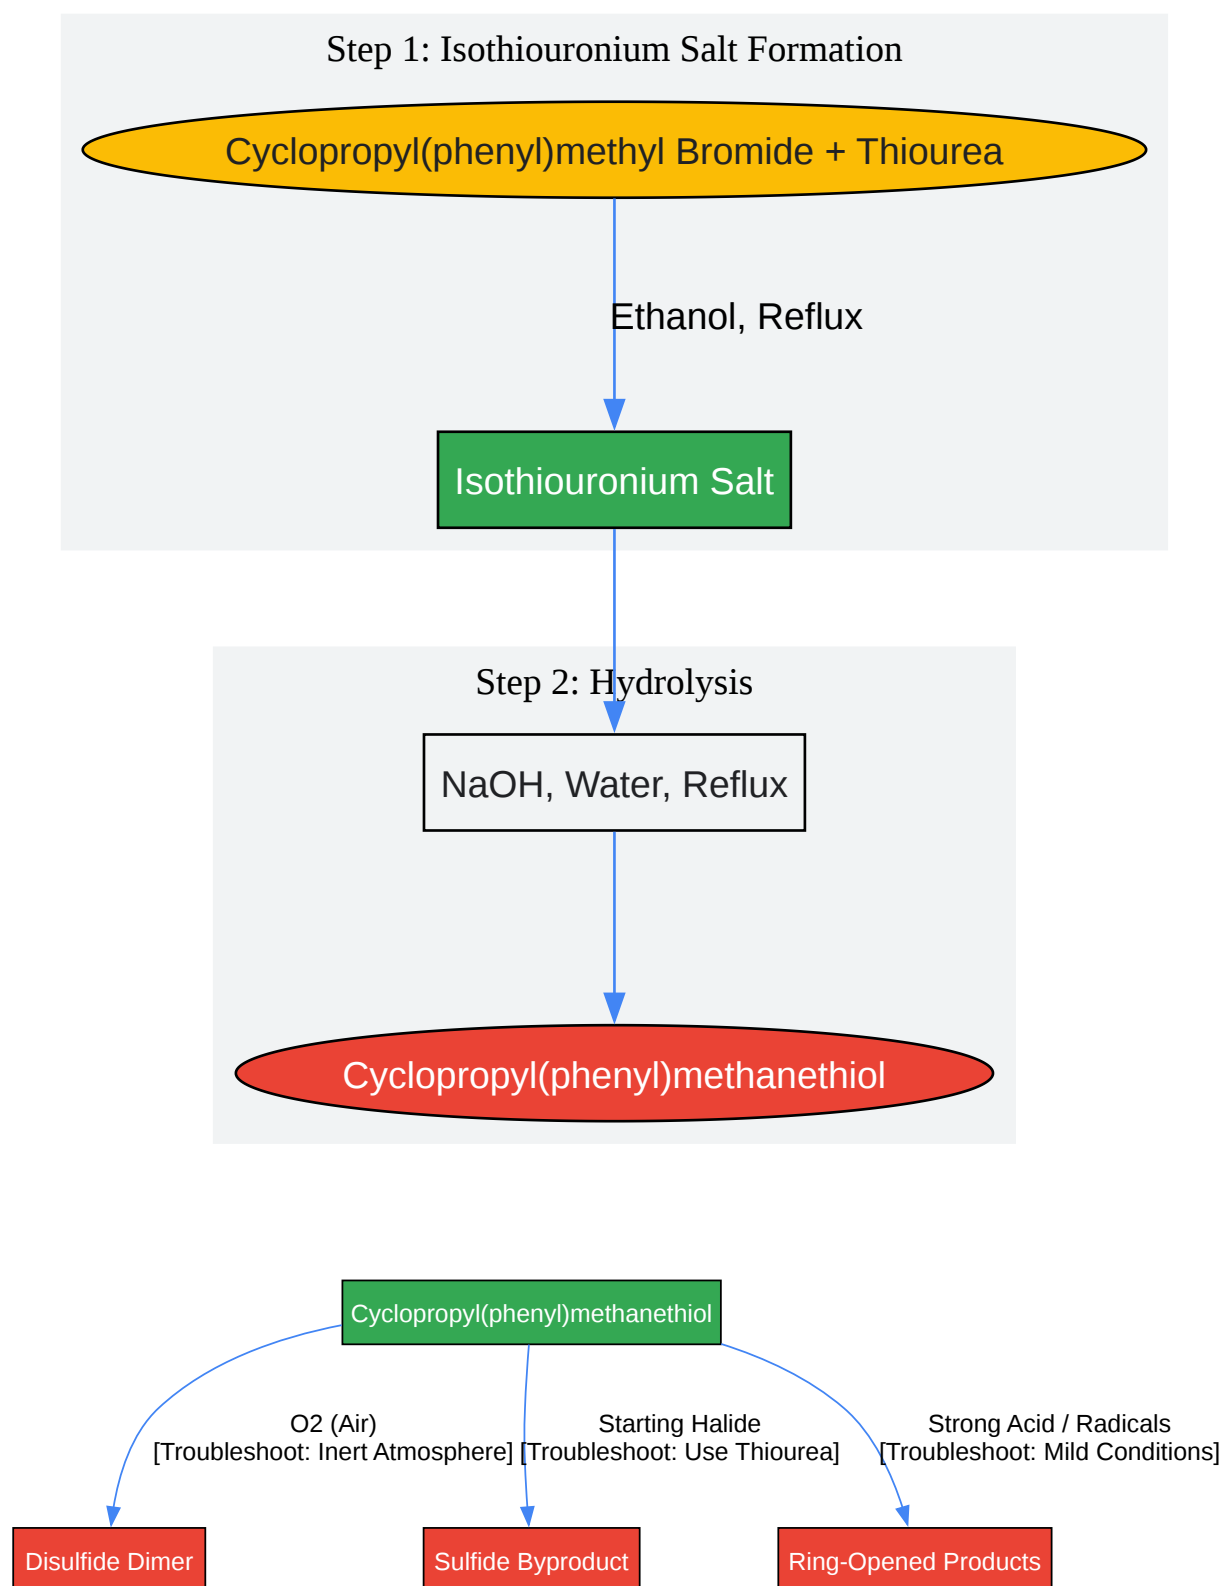 Step 1: Isothiouronium Salt Formation
Cyclopropyl(phenyl)methyl Bromide + Thiourea
Ethanol, Reflux
Isothiouronium Salt
Step 2: Hydrolysis
NaOH, Water, Reflux
Cyclopropyl(phenyl)methanethiol
Cyclopropyl(phenyl)methanethiol
O2 (Air)
[Troubleshoot: Inert Atmosphere]
Starting Halide
[Troubleshoot: Use Thiourea]
Strong Acid / Radicals
[Troubleshoot: Mild Conditions]
Disulfide Dimer
Sulfide Byproduct
Ring-Opened Products